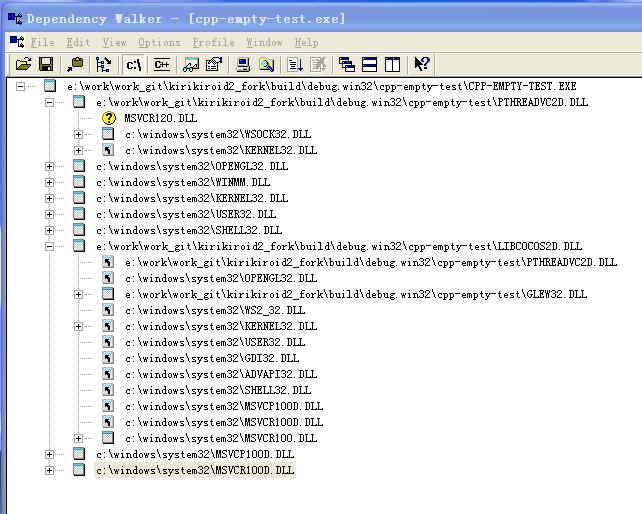 Dependency Walker - [cpp-empty-test.exe]
File Edit View Options Profile Window Help
c:\ C++
e:\work\work_git\kirikiroid2_fork\build\debug.win32\cpp-empty-test\CPP-EMPTY-TEST.EXE
e:\work\work_git\kirikiroid2_fork\build\debug.win32\cpp-empty-test\PTHREADVC2D.DLL
? MSVCR120.DLL
c:\windows\system32\WSOCK32.DLL
c:\windows\system32\KERNEL32.DLL
c:\windows\system32\OPENGL32.DLL
c:\windows\system32\WINMM.DLL
c:\windows\system32\KERNEL32.DLL
c:\windows\system32\USER32.DLL
c:\windows\system32\SHELL32.DLL
e:\work\work_git\kirikiroid2_fork\build\debug.win32\cpp-empty-test\LIBCOCOS2D.DLL
e:\work\work_git\kirikiroid2_fork\build\debug.win32\cpp-empty-test\PTHREADVC2D.DLL
c:\windows\system32\OPENGL32.DLL
e:\work\work_git\kirikiroid2_fork\build\debug.win32\cpp-empty-test\GLEW32.DLL
c:\windows\system32\WS2_32.DLL
c:\windows\system32\KERNEL32.DLL
c:\windows\system32\USER32.DLL
c:\windows\system32\GDI32.DLL
c:\windows\system32\ADVAPI32.DLL
c:\windows\system32\SHELL32.DLL
c:\windows\system32\MSVCP100D.DLL
c:\windows\system32\MSVCR100D.DLL
c:\windows\system32\MSVCR100.DLL
c:\windows\system32\MSVCP100D.DLL
c:\windows\system32\MSVCR100D.DLL